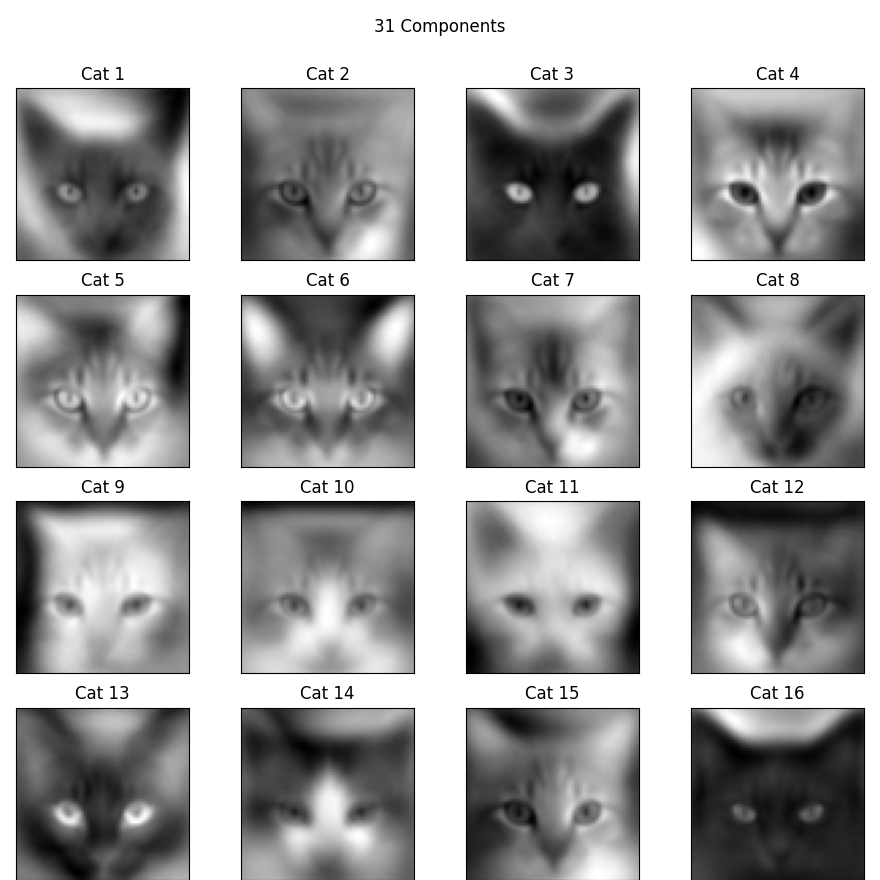 31 Components
Cat 1 Cat 2 Cat 3 Cat 4
Cat 5 Cat 6 Cat 7 Cat 8
Cat 9 Cat 10 Cat 11 Cat 12
Cat 13 Cat 14 Cat 15 Cat 16